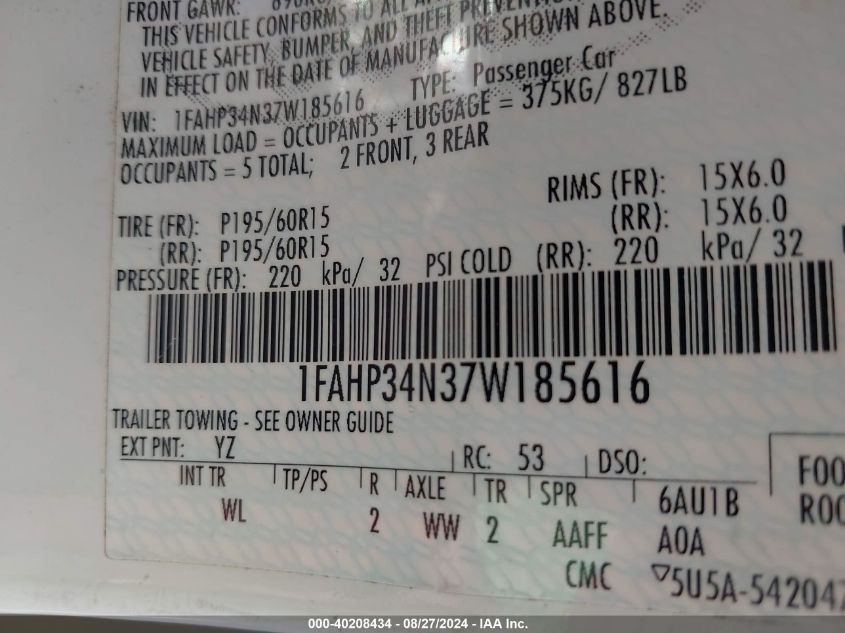 FRONT GAWR:
THIS VEHICLE CONFORMS TO ALL
VEHICLE SAFETY, BUMPER, AND THEFT PREVENTION
IN EFFECT ON THE DATE OF MANUFACTURE SHOWN ABOVE.
VIN: 1FAHP34N37W185616 TYPE: Passenger Car
MAXIMUM LOAD = OCCUPANTS + LUGGAGE = 375KG/ 827LB
OCCUPANTS = 5 TOTAL; 2 FRONT, 3 REAR
TIRE (FR): P195/60R15 RIMS (FR): 15X6.0
(RR): P195/60R15 (RR): 15X6.0
PRESSURE (FR): 220 kPa/ 32 PSI COLD (RR): 220 kPa/ 32
1FAHP34N37W185616
TRAILER TOWING - SEE OWNER GUIDE
EXT PNT: YZ RC: 53 DSO:
INT TR TP/PS R AXLE TR SPR 6AU1B
WL 2 WW 2 AAFF AOA
CMC ▽5U5A-542047
000-40208434 - 08/27/2024 - IAA Inc.